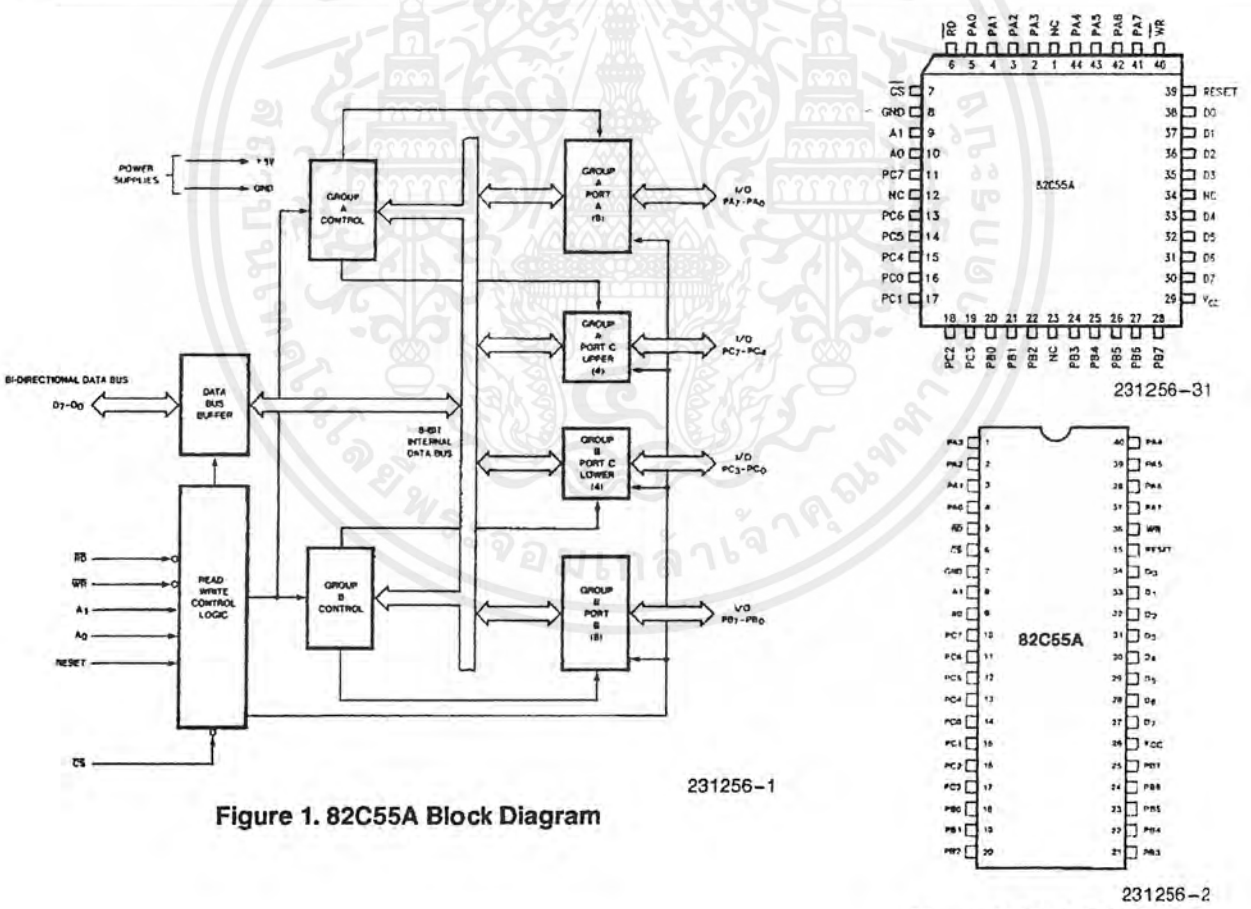 POWER
SUPPLIES
+5V
GND
GROUP
A
CONTROL
GROUP
A
PORT
A
(8)
I/O
PA7-PA0
GROUP
A
PORT C
UPPER
(4)
I/O
PC7-PC4
BI-DIRECTIONAL DATA BUS
D7-D0
DATA
BUS
BUFFER
8-BIT
INTERNAL
DATA BUS
GROUP
B
PORT C
LOWER
(4)
I/O
PC3-PC0
RD
WR
A1
A0
RESET
CS
READ
WRITE
CONTROL
LOGIC
GROUP
B
CONTROL
GROUP
B
PORT
B
(8)
I/O
PB7-PB0
231256-1
Figure 1. 82C55A Block Diagram
RD PA0 PA1 PA2 PA3 NC PA4 PA5 PA6 PA7 WR
6 5 4 3 2 1 44 43 42 41 40
CS 7 39 RESET
GND 8 38 D0
A1 9 37 D1
A0 10 36 D2
PC7 11 35 D3
NC 12 34 NC
PC6 13 33 D4
PC5 14 32 D5
PC4 15 31 D6
PC0 16 30 D7
PC1 17 29 VCC
82C55A
18 19 20 21 22 23 24 25 26 27 28
PC2 PC3 PB0 PB1 PB2 NC PB3 PB4 PB5 PB6 PB7
231256-31
PA3 1 40 PA4
PA2 2 39 PA5
PA1 3 38 PA6
PA0 4 37 PA7
RD 5 36 WR
CS 6 35 RESET
GND 7 34 D0
A1 8 33 D1
A0 9 32 D2
PC7 10 31 D3
PC6 11 30 D4
PC5 12 29 D5
PC4 13 28 D6
PC0 14 27 D7
PC1 15 26 VCC
PC2 16 25 PB7
PC3 17 24 PB6
PB0 18 23 PB5
PB1 19 22 PB4
PB2 20 21 PB3
82C55A
231256-2